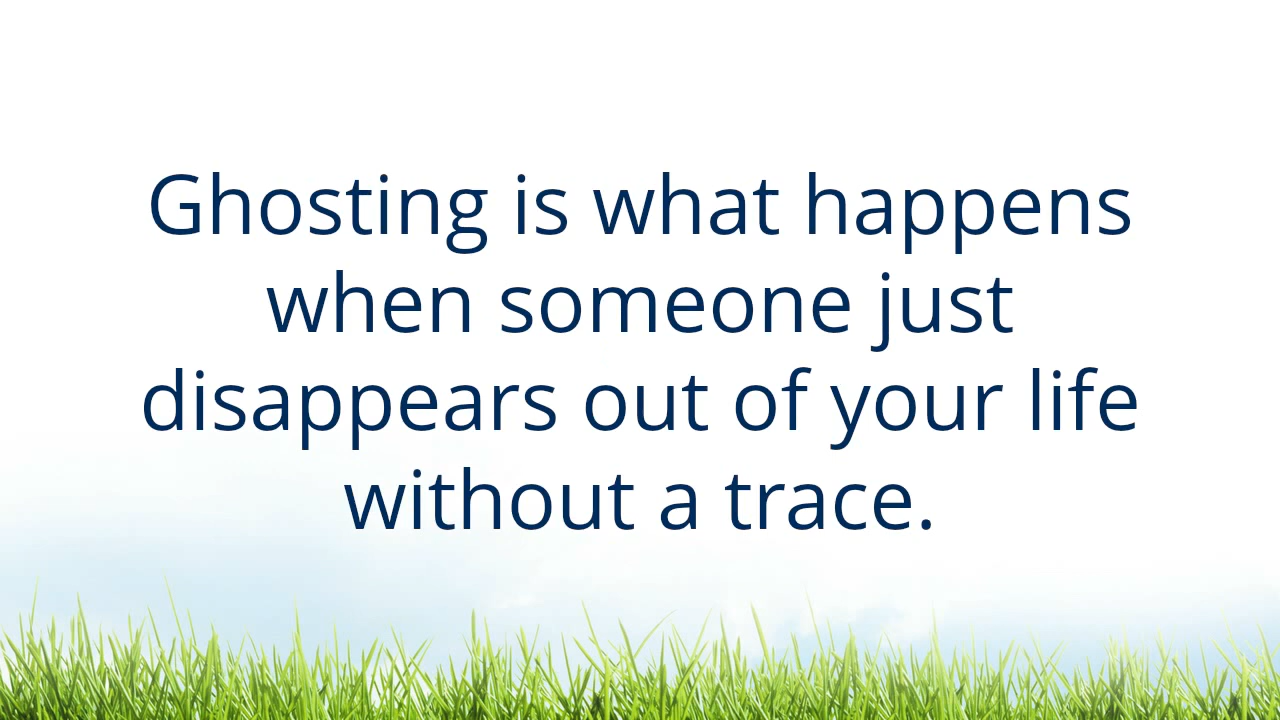 Ghosting is what happens
when someone just
disappears out of your life
without a trace.